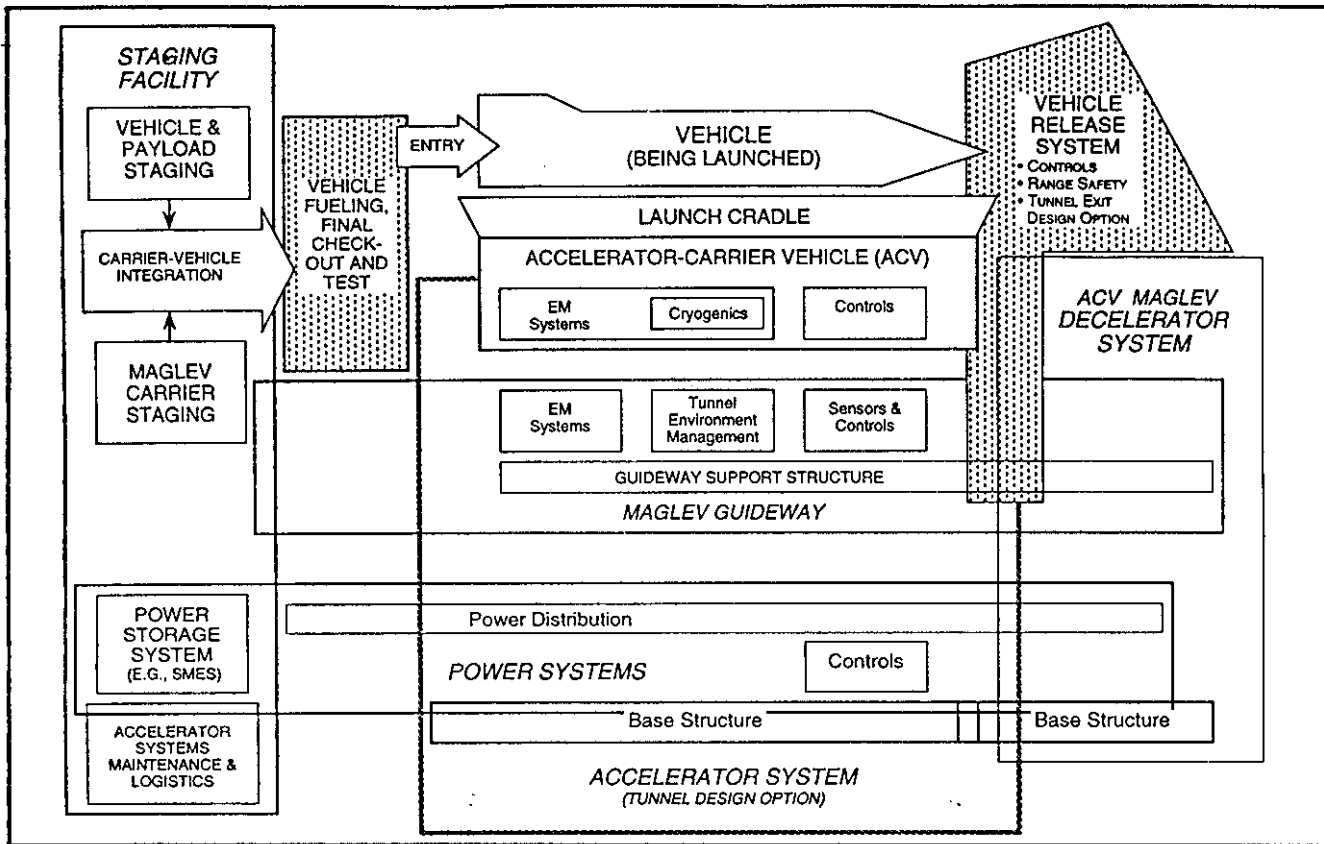 STAGING
FACILITY
VEHICLE &
PAYLOAD
STAGING
CARRIER-VEHICLE
INTEGRATION
MAGLEV
CARRIER
STAGING
POWER
STORAGE
SYSTEM
(E.G., SMES)
ACCELERATOR
SYSTEMS
MAINTENANCE &
LOGISTICS
VEHICLE
FUELING,
FINAL
CHECK-
OUT AND
TEST
ENTRY
VEHICLE
(BEING LAUNCHED)
LAUNCH CRADLE
ACCELERATOR-CARRIER VEHICLE (ACV)
EM
Systems
Cryogenics
Controls
EM
Systems
Tunnel
Environment
Management
Sensors &
Controls
GUIDEWAY SUPPORT STRUCTURE
MAGLEV GUIDEWAY
Power Distribution
POWER SYSTEMS
Controls
Base Structure
Base Structure
ACCELERATOR SYSTEM
(TUNNEL DESIGN OPTION)
VEHICLE
RELEASE
SYSTEM
• CONTROLS
• RANGE SAFETY
• TUNNEL EXIT
DESIGN OPTION
ACV MAGLEV
DECELERATOR
SYSTEM